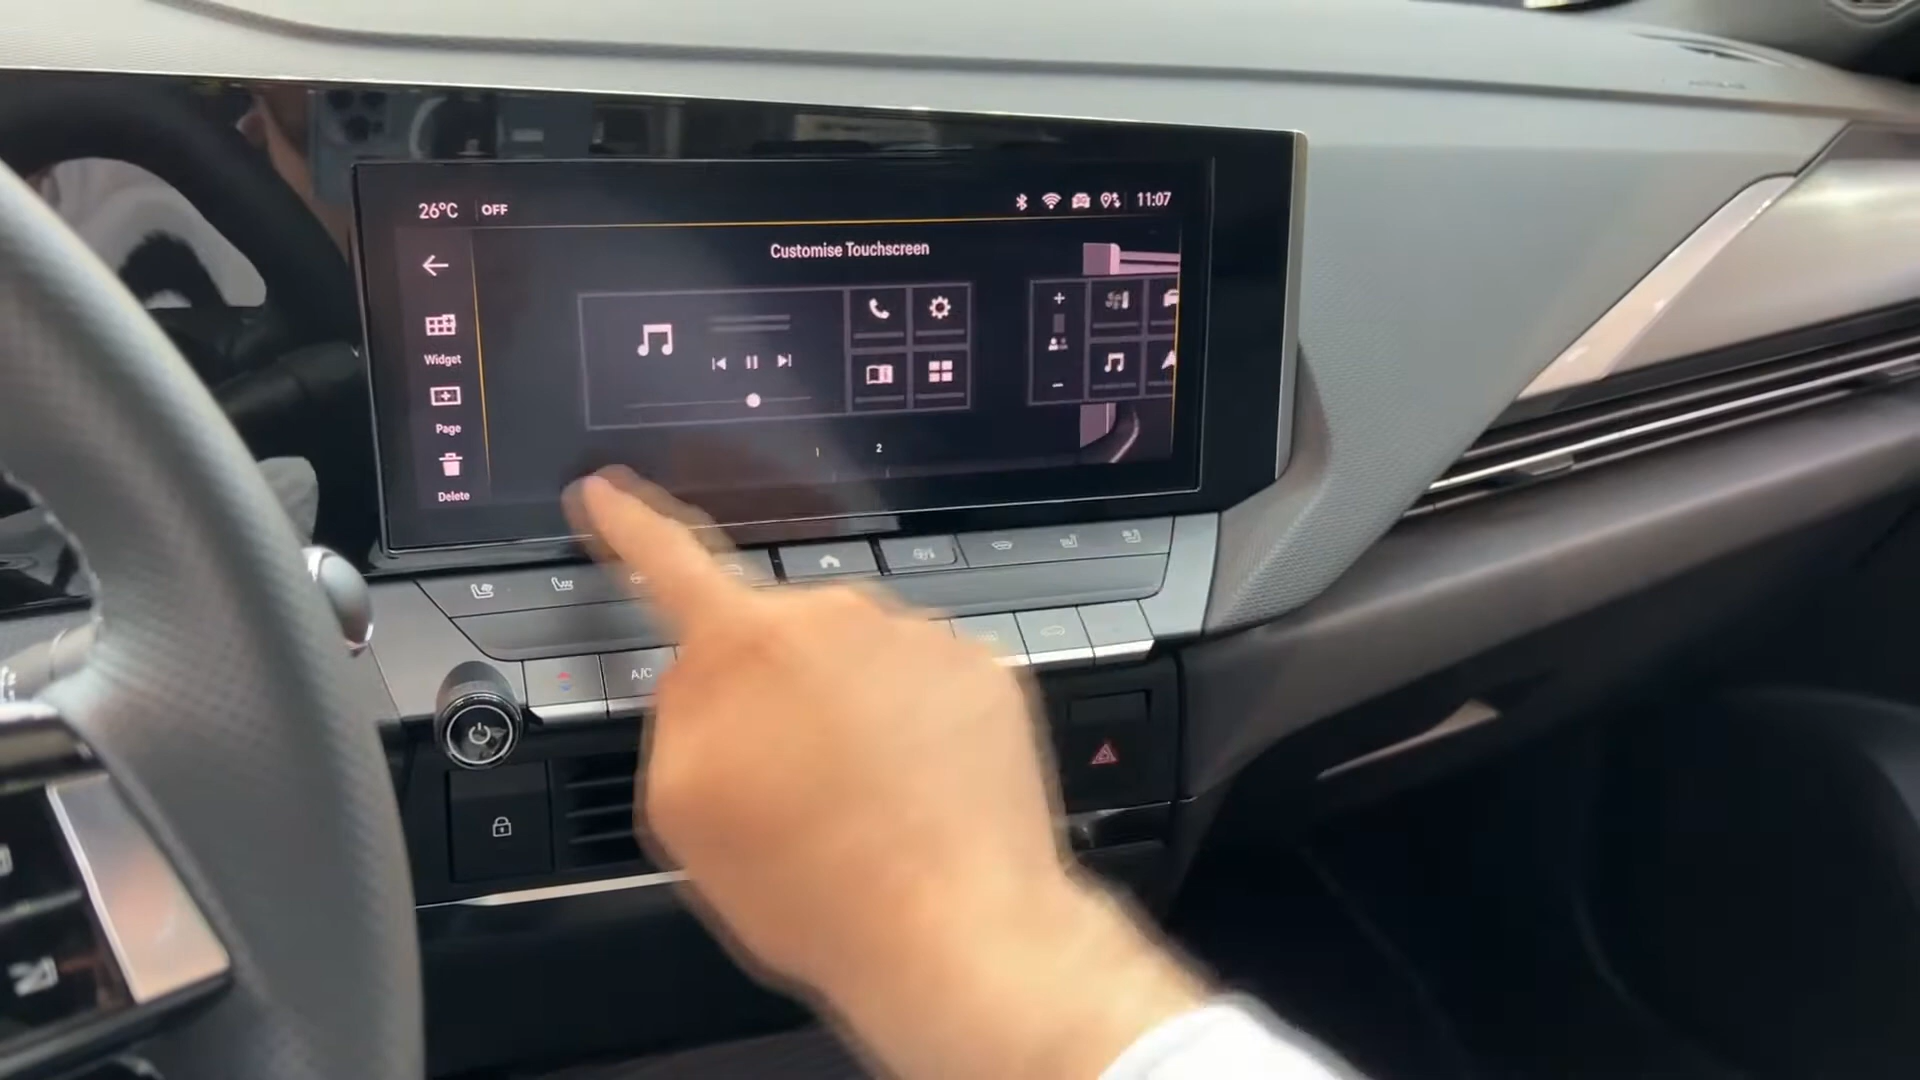 26°C OFF 11:07
Customise Touchscreen
Widget
Page
Delete
1 2
A/C